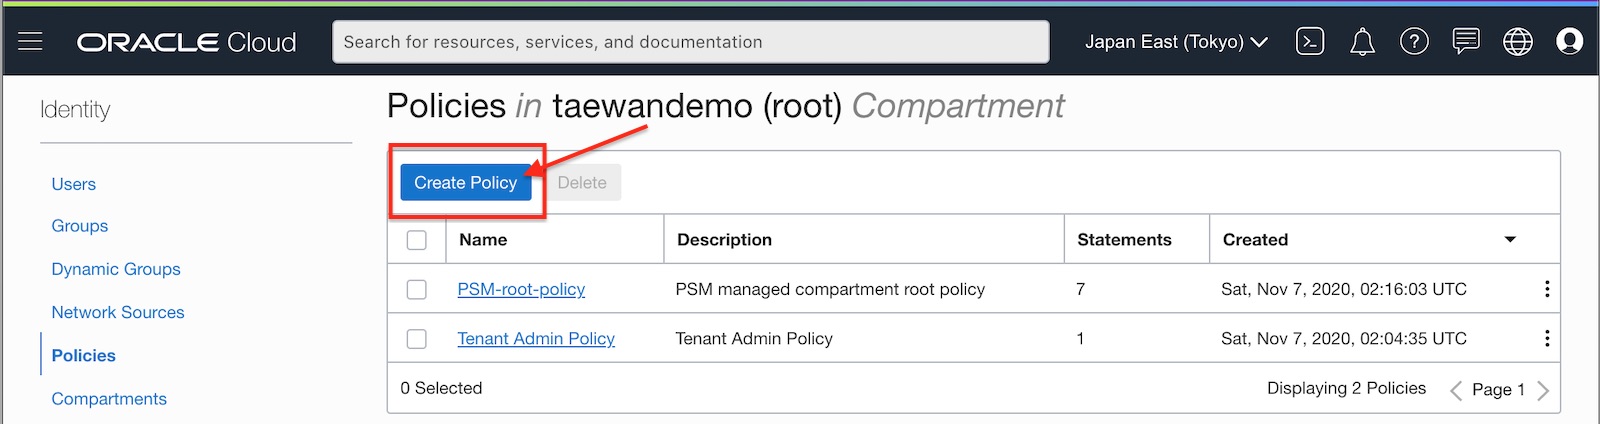 ORACLE Cloud
Search for resources, services, and documentation
Japan East (Tokyo)
Identity
Users
Groups
Dynamic Groups
Network Sources
Policies
Compartments
Policies in taewandemo (root) Compartment
Create Policy Delete
Name Description Statements Created
PSM-root-policy PSM managed compartment root policy 7 Sat, Nov 7, 2020, 02:16:03 UTC
Tenant Admin Policy Tenant Admin Policy 1 Sat, Nov 7, 2020, 02:04:35 UTC
0 Selected Displaying 2 Policies Page 1